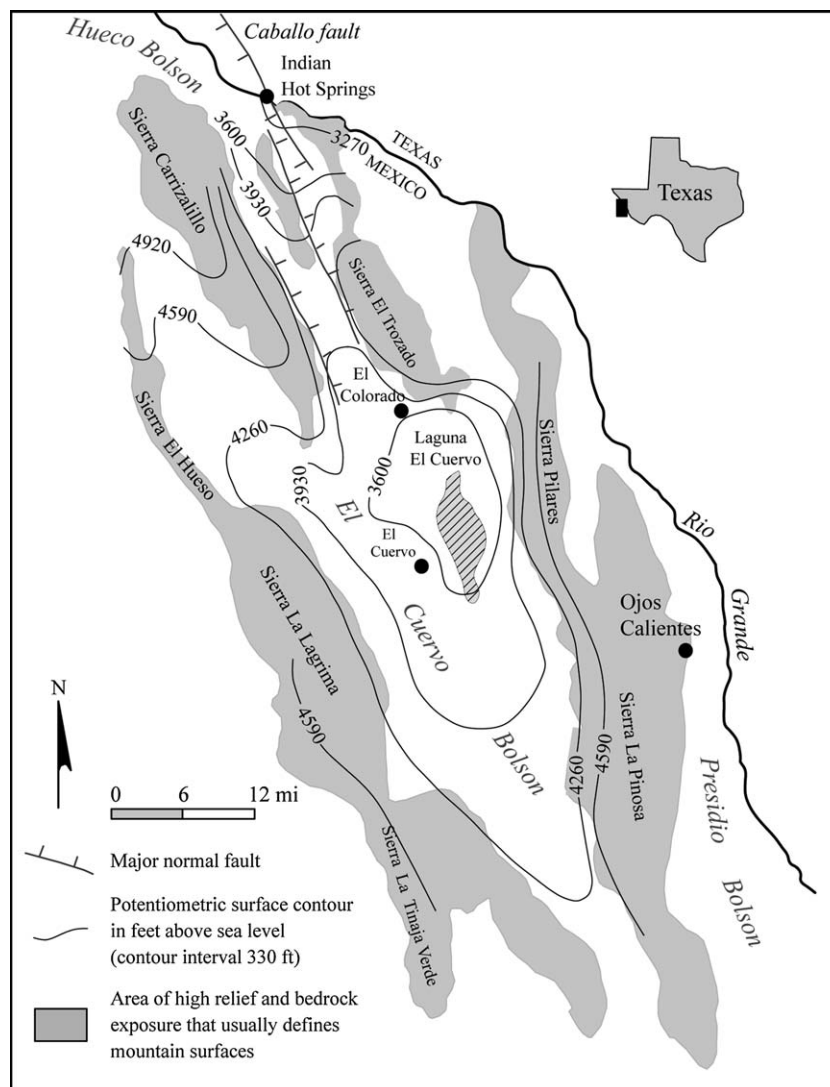 Hueco Bolson
Caballo fault
Indian
Hot Springs
TEXAS
MEXICO
Texas
3600
3270
3930
Sierra Carrizalillo
4920
4590
Sierra El Trozado
El
Colorado
Laguna
El Cuervo
Sierra Pilares
Sierra El Hueso
4260
3930
3600
El
El
Cuervo
Rio
Grande
Ojos
Calientes
Sierra La Lagrima
Cuervo
4590
Bolson
4260
4590
Sierra La Pinosa
Presidio
Bolson
Sierra La Tinaja Verde
N
0 6 12 mi
Major normal fault
Potentiometric surface contour
in feet above sea level
(contour interval 330 ft)
Area of high relief and bedrock
exposure that usually defines
mountain surfaces